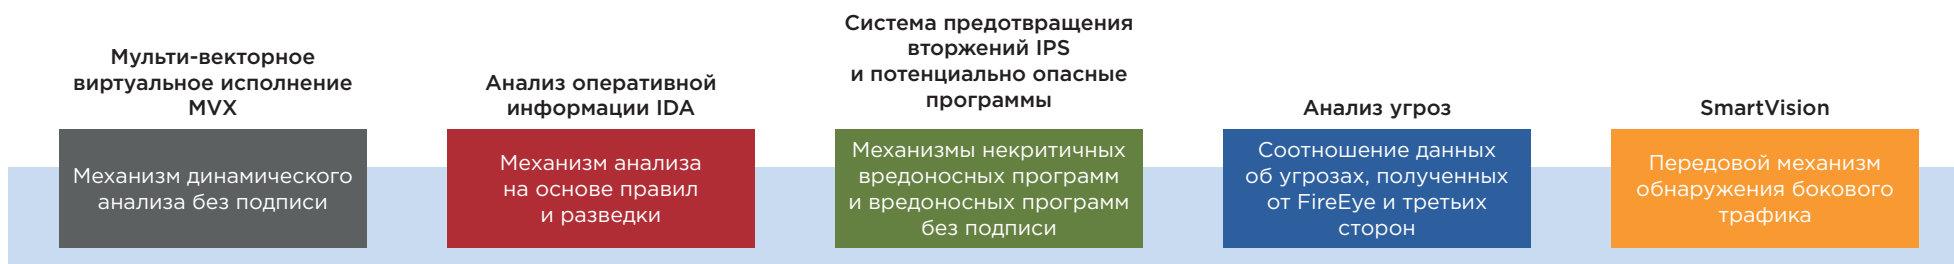 Мульти-векторное
виртуальное исполнение
MVX
Механизм динамического
анализа без подписи
Анализ оперативной
информации IDA
Механизм анализа
на основе правил
и разведки
Система предотвращения
вторжений IPS
и потенциально опасные
программы
Механизмы некритичных
вредоносных программ
и вредоносных программ
без подписи
Анализ угроз
Соотношение данных
об угрозах, полученных
от FireEye и третьих
сторон
SmartVision
Передовой механизм
обнаружения бокового
трафика